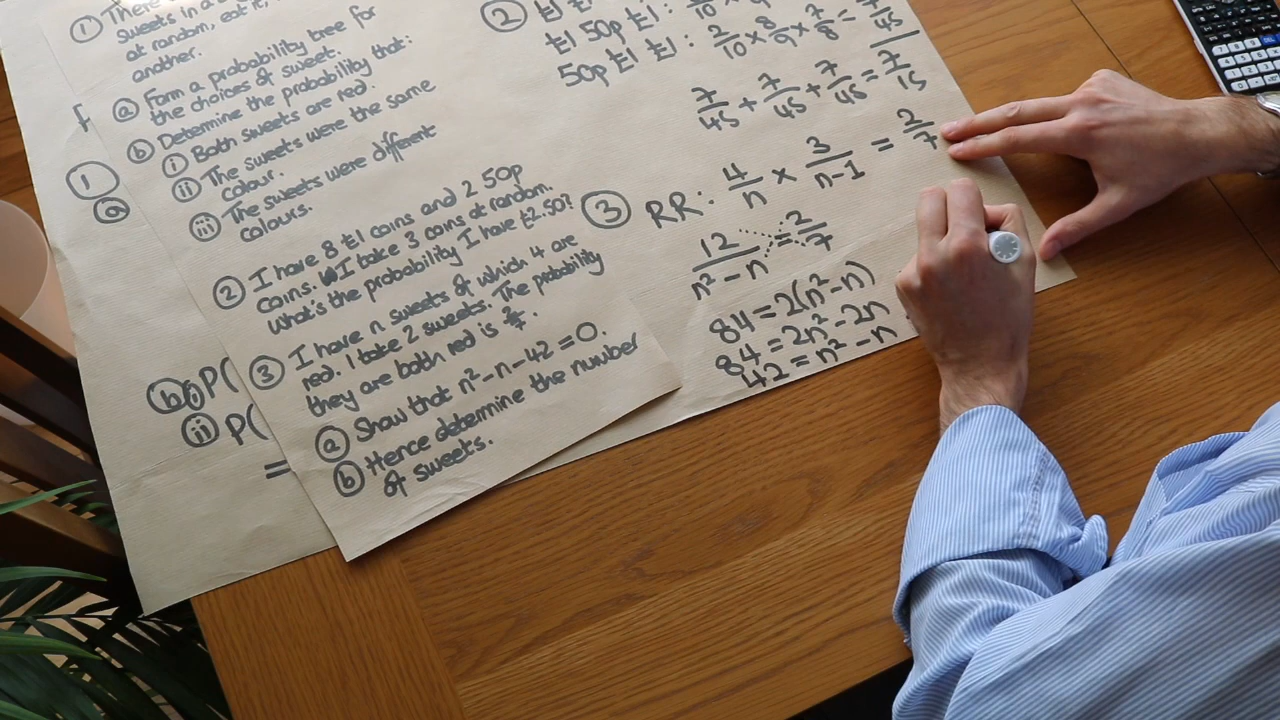 ① There
sweets in a
at random, eat it,
another.
ⓐ Form a probability tree for
the choices of sweet.
ⓑ Determine the probability that:
ⓘ Both sweets are red.
ⓘⓘ The sweets were the same
colour.
ⓘⓘⓘ The sweets were different
colours.
② I have 8 £1 coins and 2 50p
coins. I take 3 coins at random.
What's the probability I have £2.50?
③ I have n sweets of which 4 are
red. I take 2 sweets. The probability
they are both red is 2/7.
ⓐ Show that n²-n-42=0.
ⓑ Hence determine the number
of sweets.
①
ⓐ
ⓑⓘ P(
ⓘⓘ P(
=
②
£1 50p £1:
50p £1 £1: 2/10 × 8/9 × 7/8 = 7/45
7/45 + 7/45 + 7/45 = 7/15
③ RR: 4/n × 3/n-1 = 2/7
12/n²-n = 2/7
84 = 2(n²-n)
84 = 2n²-2n
42 = n²-n